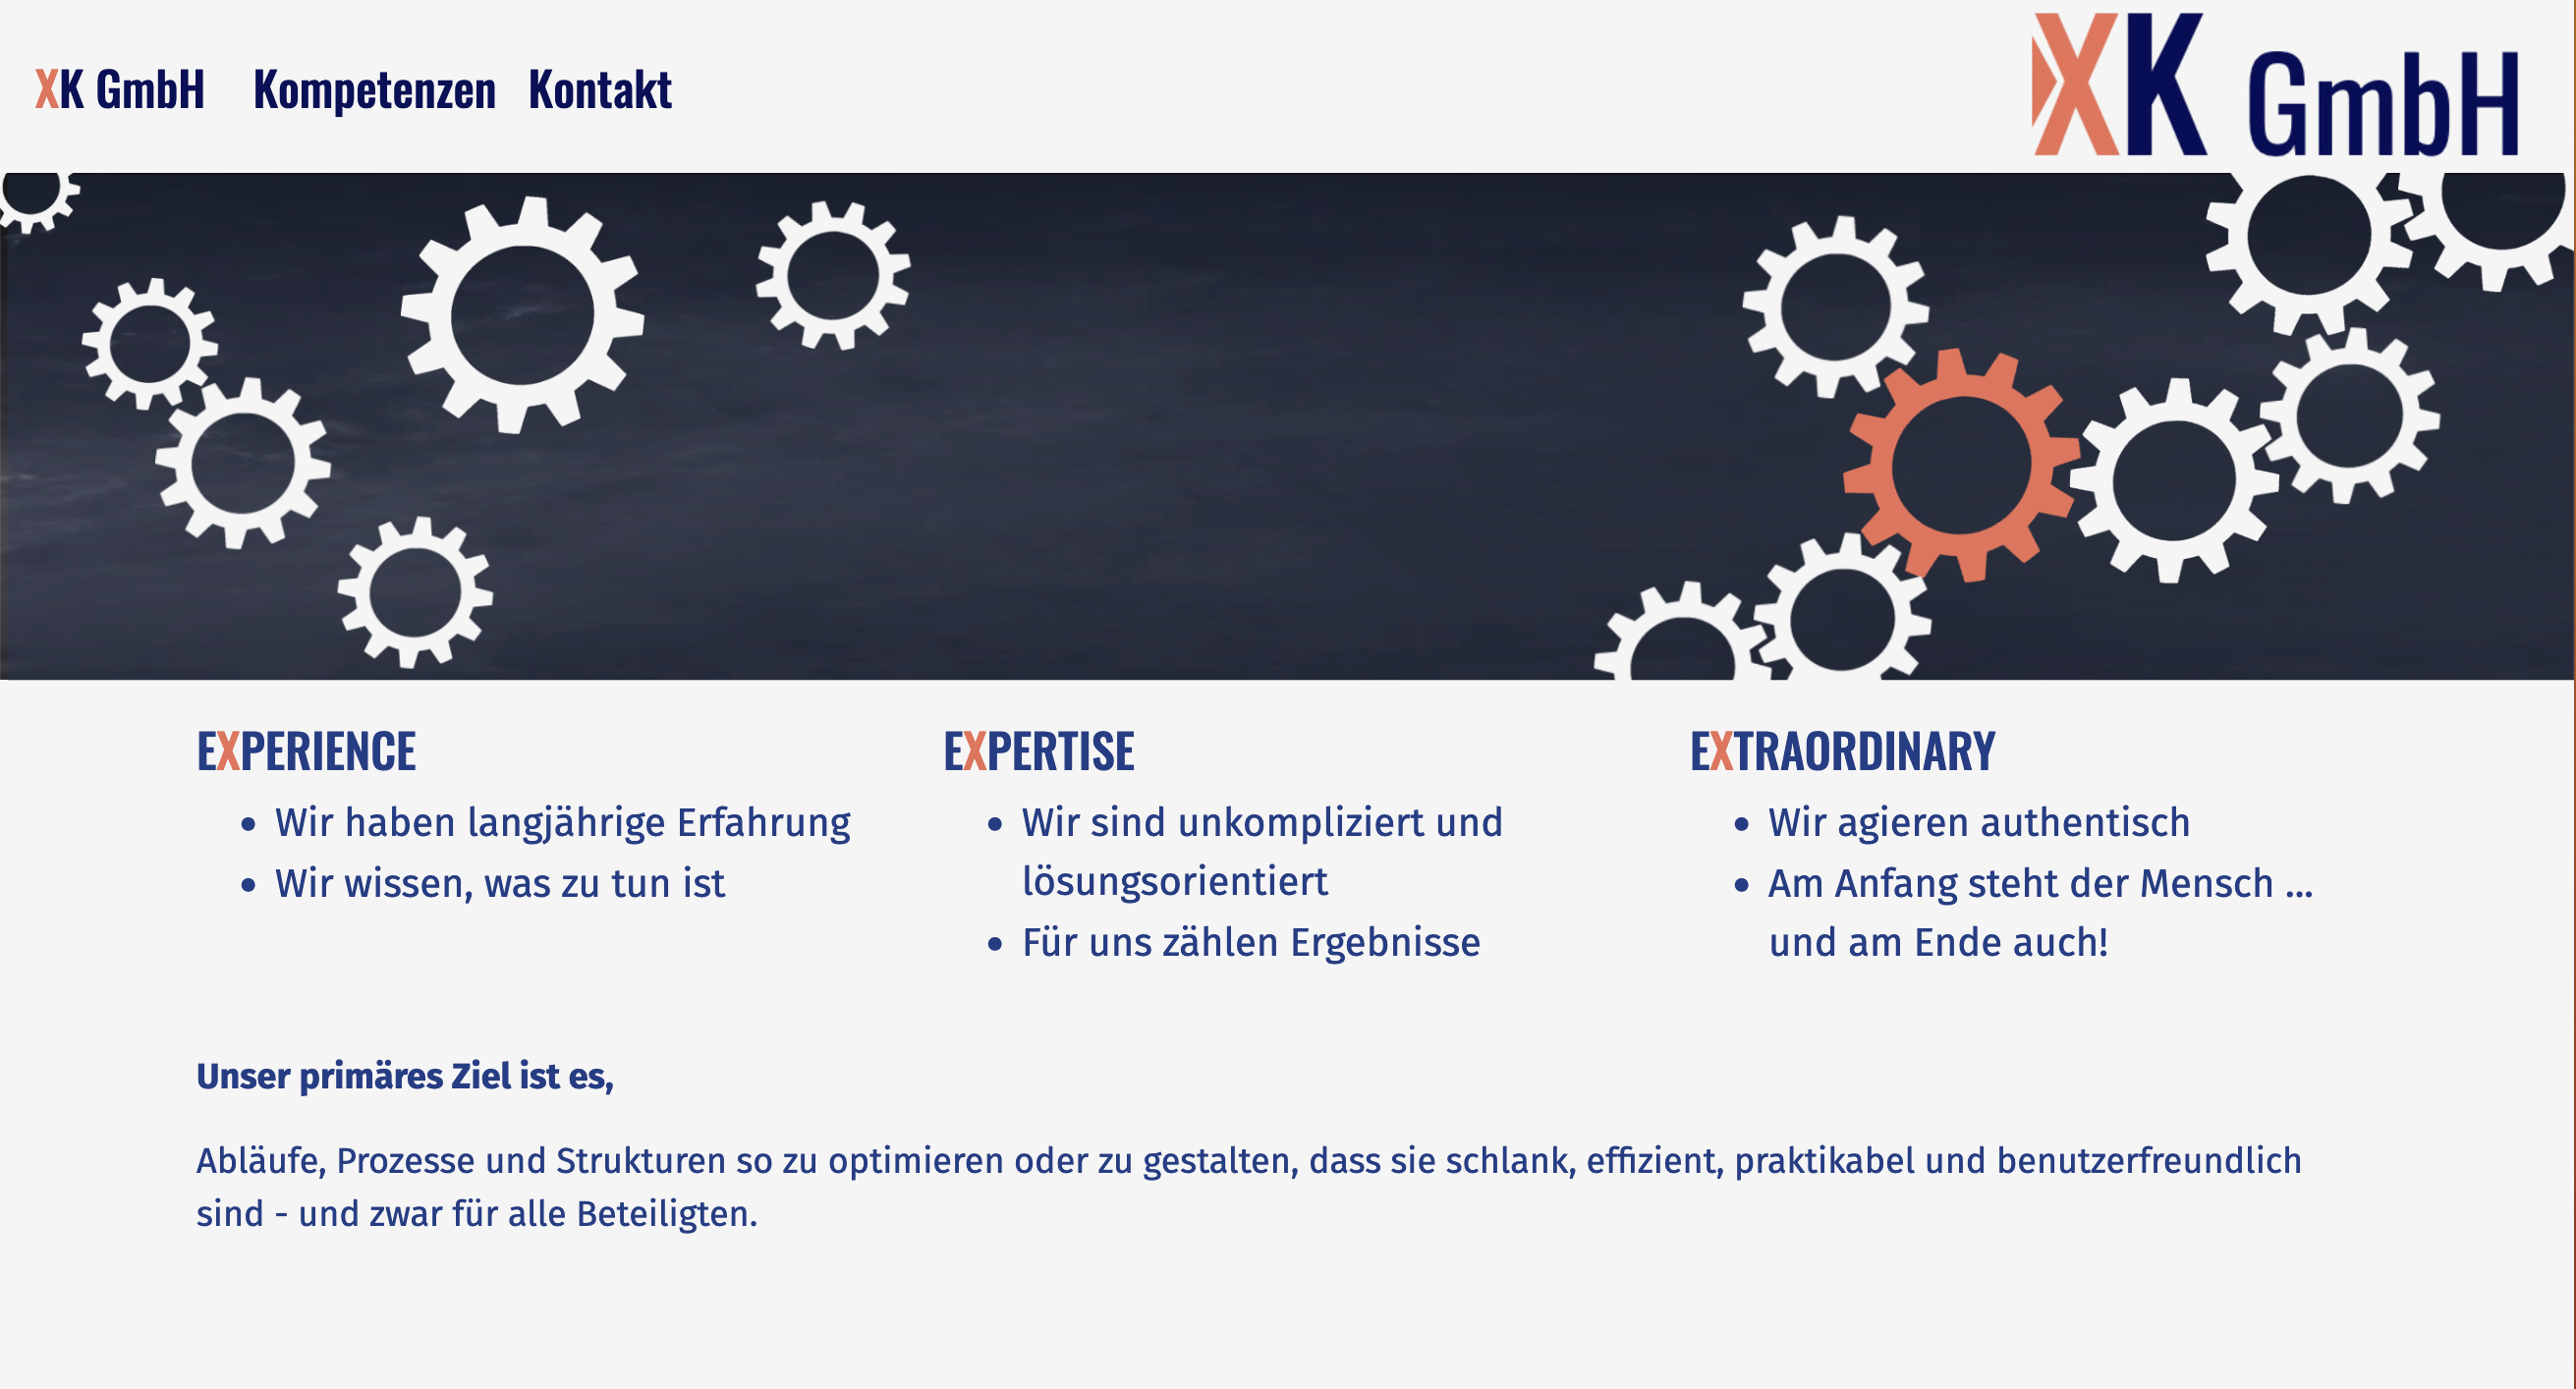 XK GmbH Kompetenzen Kontakt
XK GmbH
EXPERIENCE
• Wir haben langjährige Erfahrung
• Wir wissen, was zu tun ist
EXPERTISE
• Wir sind unkompliziert und
lösungsorientiert
• Für uns zählen Ergebnisse
EXTRAORDINARY
• Wir agieren authentisch
• Am Anfang steht der Mensch ...
und am Ende auch!
Unser primäres Ziel ist es,
Abläufe, Prozesse und Strukturen so zu optimieren oder zu gestalten, dass sie schlank, effizient, praktikabel und benutzerfreundlich
sind - und zwar für alle Beteiligten.